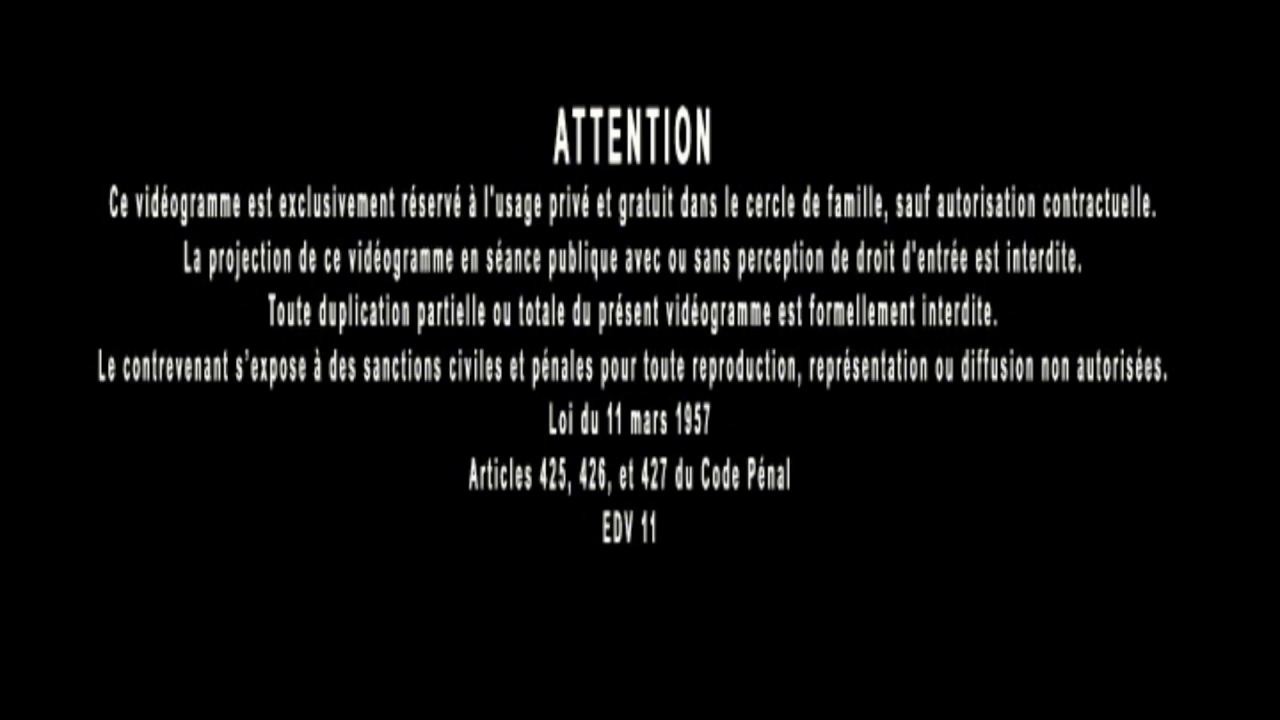 ATTENTION
Ce vidéogramme est exclusivement réservé à l'usage privé et gratuit dans le cercle de famille, sauf autorisation contractuelle.
La projection de ce vidéogramme en séance publique avec ou sans perception de droit d'entrée est interdite.
Toute duplication partielle ou totale du présent vidéogramme est formellement interdite.
Le contrevenant s'expose à des sanctions civiles et pénales pour toute reproduction, représentation ou diffusion non autorisées.
Loi du 11 mars 1957
Articles 425, 426, et 427 du Code Pénal
EDV 11